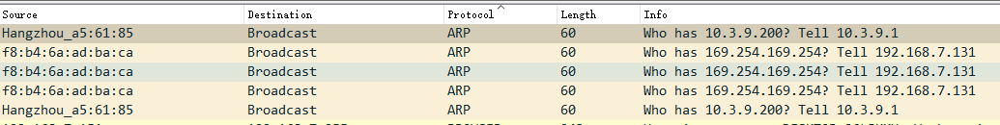 Source Destination Protocol Length Info
Hangzhou_a5:61:85 Broadcast ARP 60 Who has 10.3.9.200? Tell 10.3.9.1
f8:b4:6a:ad:ba:ca Broadcast ARP 60 Who has 169.254.169.254? Tell 192.168.7.131
f8:b4:6a:ad:ba:ca Broadcast ARP 60 Who has 169.254.169.254? Tell 192.168.7.131
f8:b4:6a:ad:ba:ca Broadcast ARP 60 Who has 169.254.169.254? Tell 192.168.7.131
Hangzhou_a5:61:85 Broadcast ARP 60 Who has 10.3.9.200? Tell 10.3.9.1